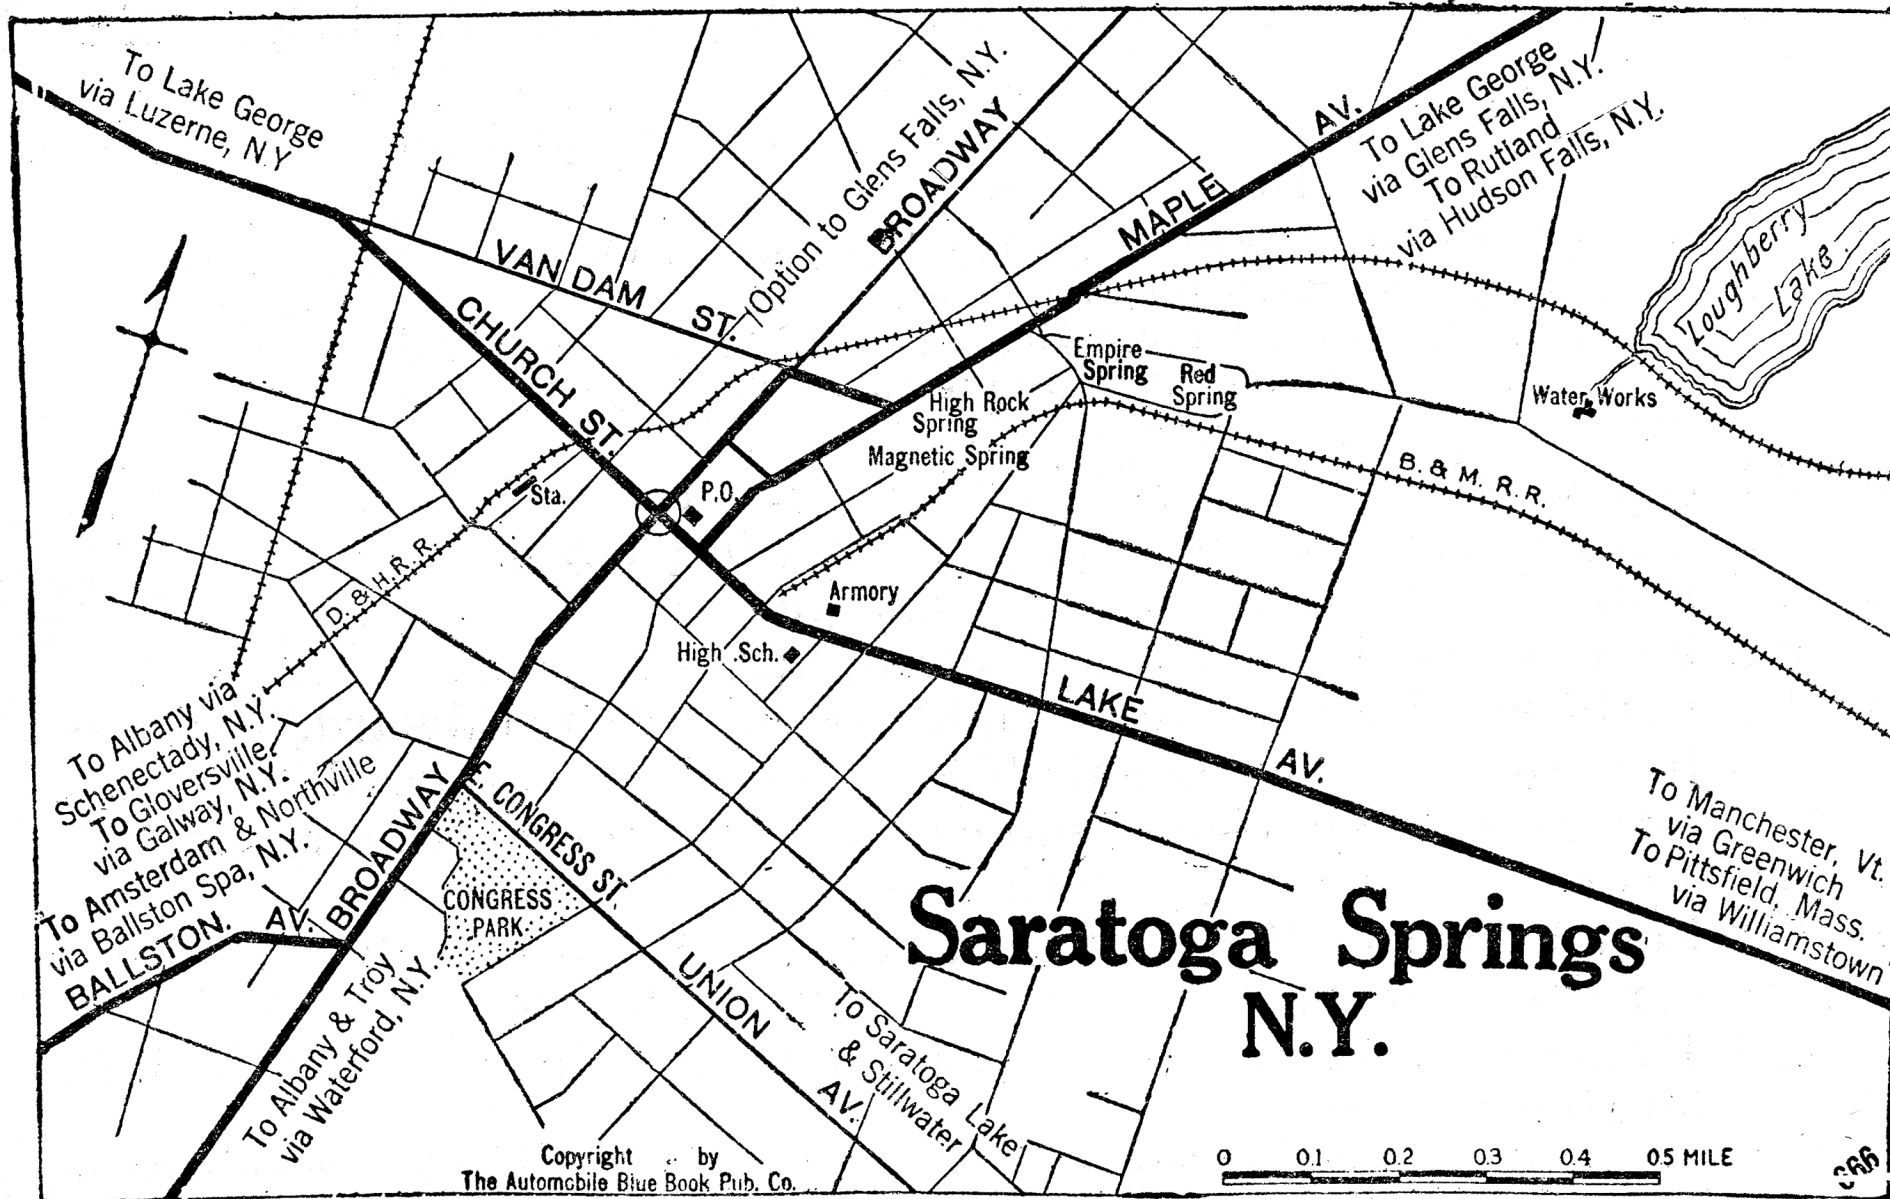 To Lake George
via Luzerne, N.Y
VAN DAM ST.
CHURCH ST.
Option to Glens Falls, N.Y.
BROADWAY
MAPLE AV.
To Lake George
via Glens Falls, N.Y.
To Rutland
via Hudson Falls, N.Y.
Loughberry
Lake.
Water Works
Empire
Spring
Red
Spring
High Rock
Spring
Magnetic Spring
B. & M. R. R.
P.O.
Sta.
D. & H. R. R.
Armory
High Sch.
LAKE AV.
To Albany via
Schenectady, N.Y.
To Gloversville
via Galway, N.Y.
To Amsterdam & Northville
via Ballston Spa, N.Y.
BALLSTON. AV.
BROADWAY
E. CONGRESS ST
CONGRESS
PARK
To Albany & Troy
via Waterford, N.Y.
UNION AV.
To Saratoga Lake
& Stillwater
To Manchester, Vt.
via Greenwich
To Pittsfield, Mass.
via Williamstown
Saratoga Springs
N.Y.
Copyright by
The Automobile Blue Book Pub. Co.
0 0.1 0.2 0.3 0.4 0.5 MILE